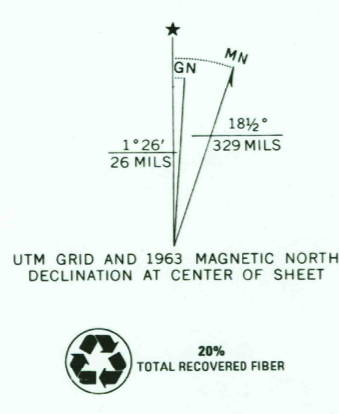 ★
MN
GN
18½°
329 MILS
1°26′
26 MILS
UTM GRID AND 1963 MAGNETIC NORTH
DECLINATION AT CENTER OF SHEET
20%
TOTAL RECOVERED FIBER